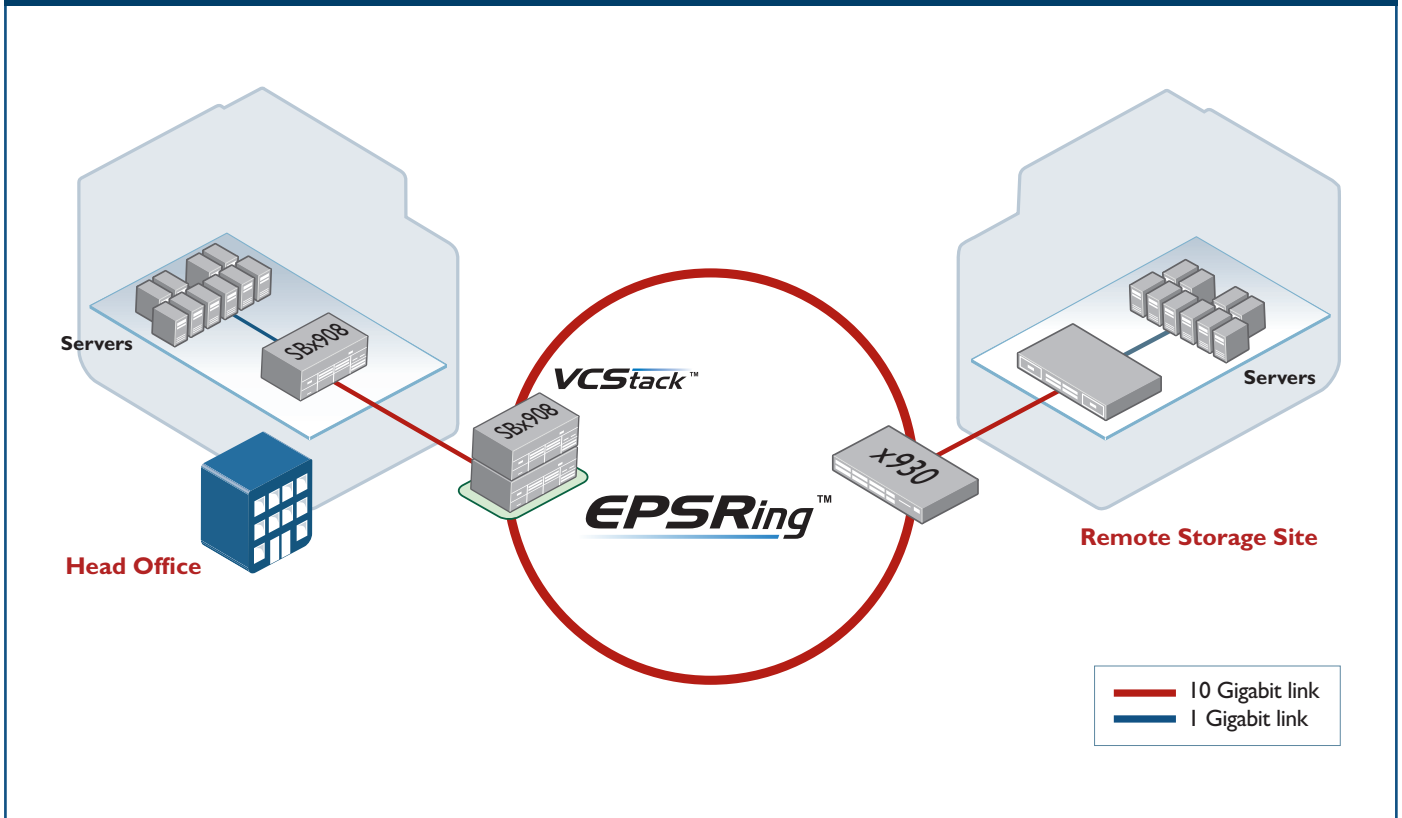 SBx908
Servers
VCStack™
Servers
SBx908
x930
EPSRing™
Remote Storage Site
Head Office
10 Gigabit link
1 Gigabit link